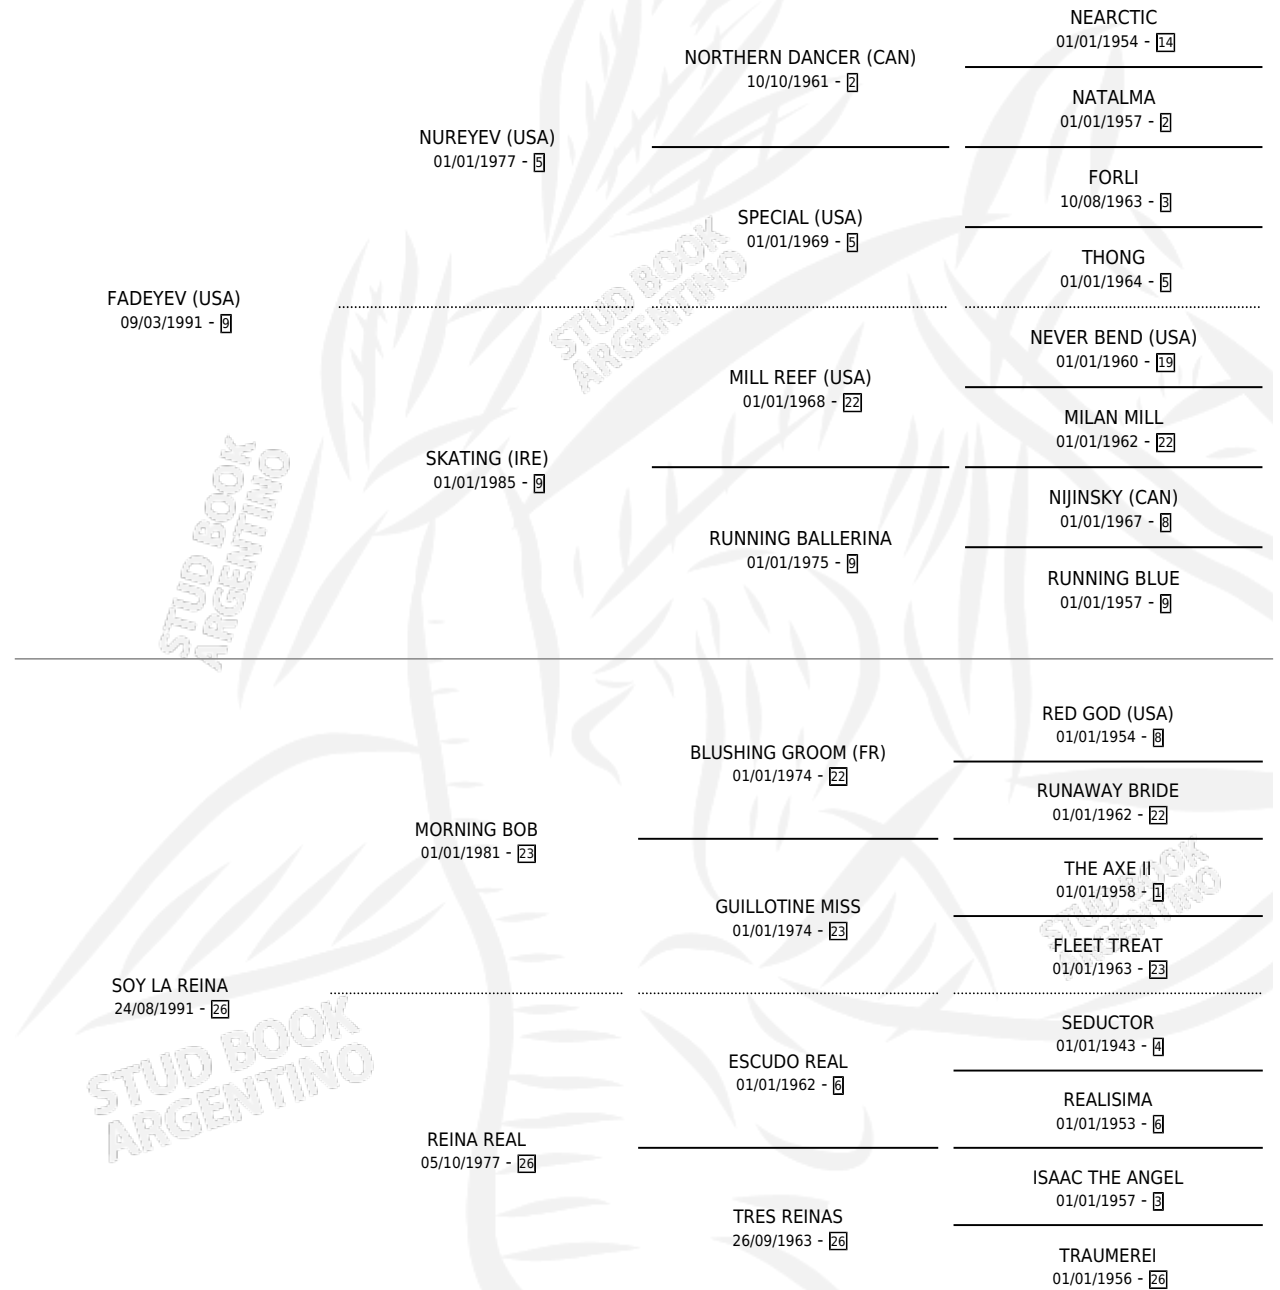 NEARCTIC
01/01/1954 - 14
NORTHERN DANCER (CAN)
10/10/1961 - 2
NATALMA
01/01/1957 - 2
NUREYEV (USA)
01/01/1977 - 5
FORLI
10/08/1963 - 3
SPECIAL (USA)
01/01/1969 - 5
THONG
01/01/1964 - 5
FADEYEV (USA)
09/03/1991 - 9
NEVER BEND (USA)
01/01/1960 - 19
MILL REEF (USA)
01/01/1968 - 22
MILAN MILL
01/01/1962 - 22
SKATING (IRE)
01/01/1985 - 9
NIJINSKY (CAN)
01/01/1967 - 8
RUNNING BALLERINA
01/01/1975 - 9
RUNNING BLUE
01/01/1957 - 9
RED GOD (USA)
01/01/1954 - 8
BLUSHING GROOM (FR)
01/01/1974 - 22
RUNAWAY BRIDE
01/01/1962 - 22
MORNING BOB
01/01/1981 - 23
THE AXE II
01/01/1958 - 1
GUILLOTINE MISS
01/01/1974 - 23
FLEET TREAT
01/01/1963 - 23
SOY LA REINA
24/08/1991 - 26
SEDUCTOR
01/01/1943 - 4
ESCUDO REAL
01/01/1962 - 6
REALISIMA
01/01/1953 - 6
REINA REAL
05/10/1977 - 26
ISAAC THE ANGEL
01/01/1957 - 3
TRES REINAS
26/09/1963 - 26
TRAUMEREI
01/01/1956 - 26
STUD BOOK
ARGENTINO
STUD BOOK
ARGENTINO
STUD BOOK
ARGENTINO
STUD BOOK
ARGENTINO